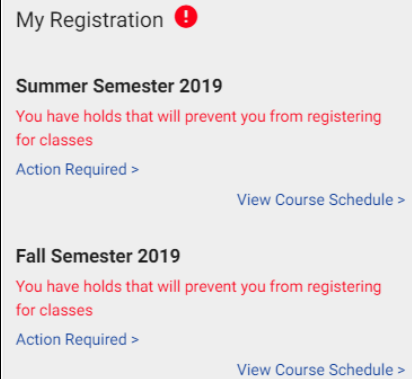 My Registration !
Summer Semester 2019
You have holds that will prevent you from registering
for classes
Action Required >
View Course Schedule >
Fall Semester 2019
You have holds that will prevent you from registering
for classes
Action Required >
View Course Schedule >